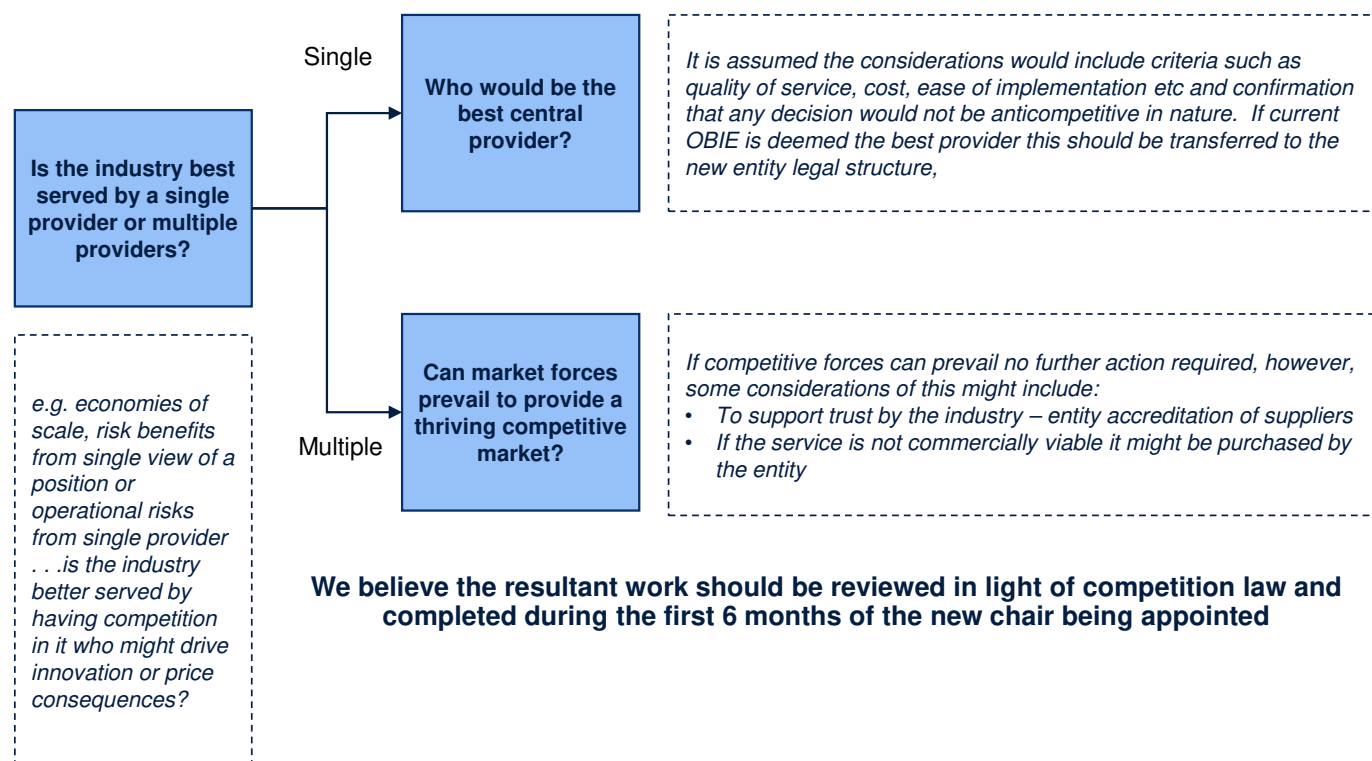 Is the industry best
served by a single
provider or multiple
providers?
e.g. economies of
scale, risk benefits
from single view of a
position or
operational risks
from single provider
. . .is the industry
better served by
having competition
in it who might drive
innovation or price
consequences?
Single
Who would be the
best central
provider?
It is assumed the considerations would include criteria such as
quality of service, cost, ease of implementation etc and confirmation
that any decision would not be anticompetitive in nature.  If current
OBIE is deemed the best provider this should be transferred to the
new entity legal structure,
Multiple
Can market forces
prevail to provide a
thriving competitive
market?
If competitive forces can prevail no further action required, however,
some considerations of this might include:
• To support trust by the industry – entity accreditation of suppliers
• If the service is not commercially viable it might be purchased by
the entity
We believe the resultant work should be reviewed in light of competition law and
completed during the first 6 months of the new chair being appointed